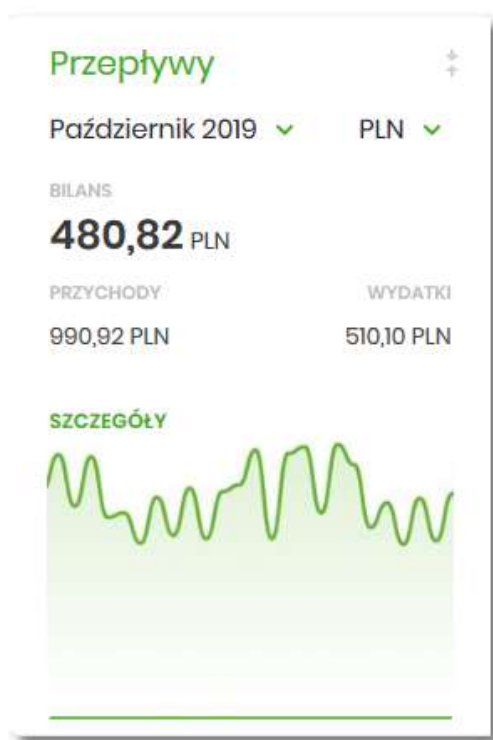 Przepływy
Październik 2019 PLN
BILANS
480,82 PLN
PRZYCHODY WYDATKI
990,92 PLN 510,10 PLN
SZCZEGÓŁY